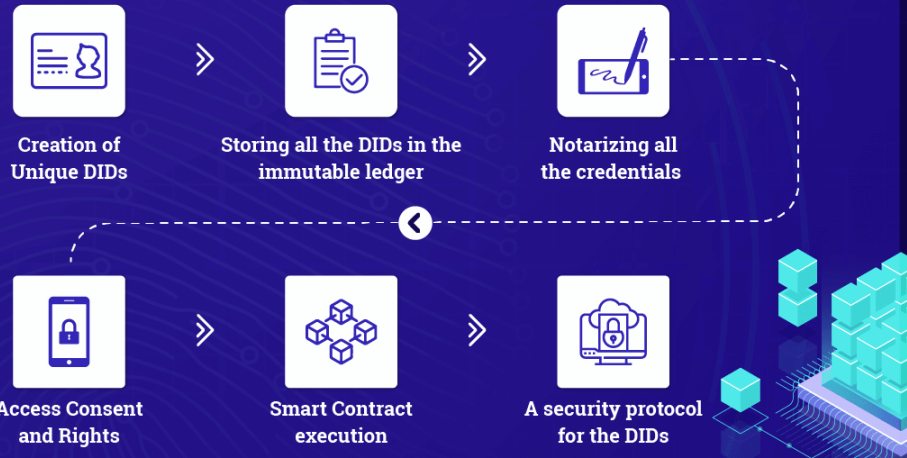 Creation of
Unique DIDs
Storing all the DIDs in the
immutable ledger
Notarizing all
the credentials
Access Consent
and Rights
Smart Contract
execution
A security protocol
for the DIDs